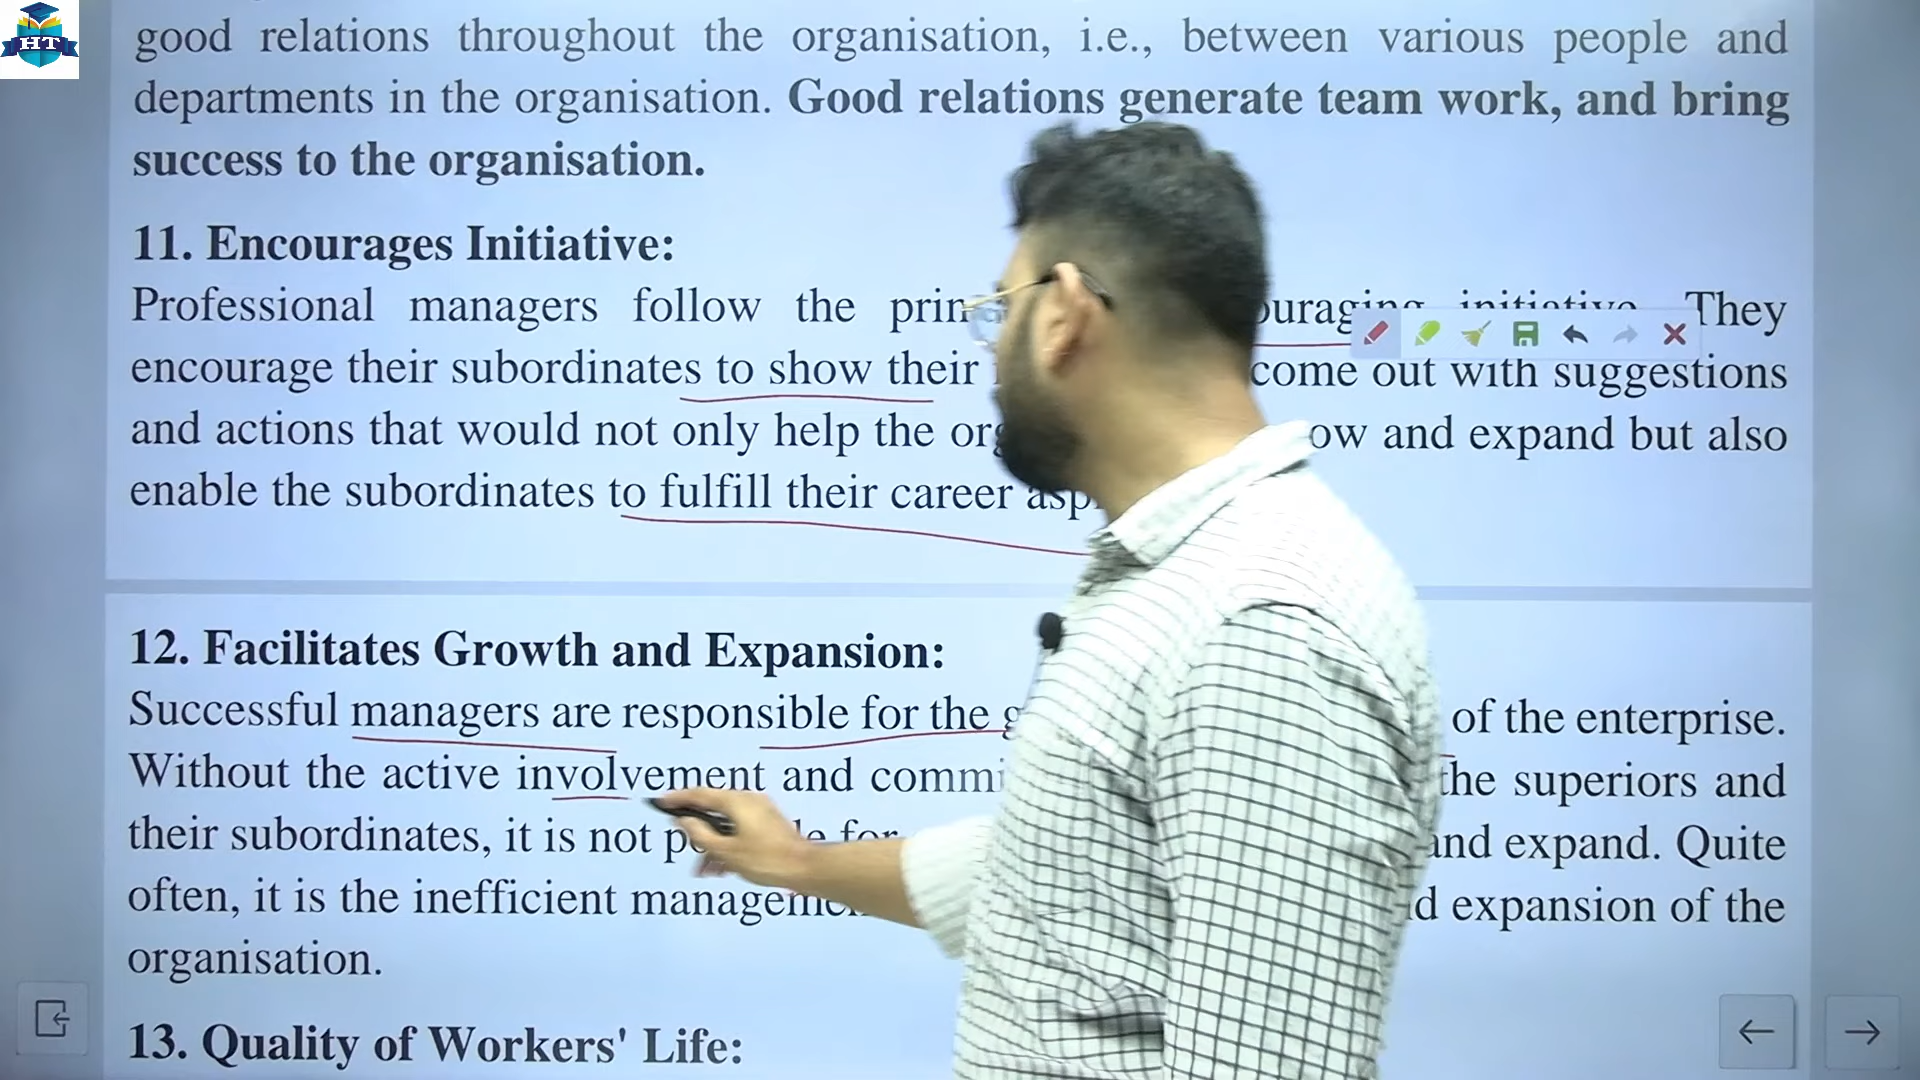 HT
good relations throughout the organisation, i.e., between various people and
departments in the organisation. Good relations generate team work, and bring
success to the organisation.
11. Encourages Initiative:
Professional managers follow the initiative. They
encourage their subordinates to show their come out with suggestions
and actions that would not only help the and expand but also
enable the subordinates to fulfill their career
12. Facilitates Growth and Expansion:
Successful managers are responsible for the of the enterprise.
Without the active involvement and the superiors and
their subordinates, it is not for and expand. Quite
often, it is the inefficient expansion of the
organisation.
13. Quality of Workers' Life: